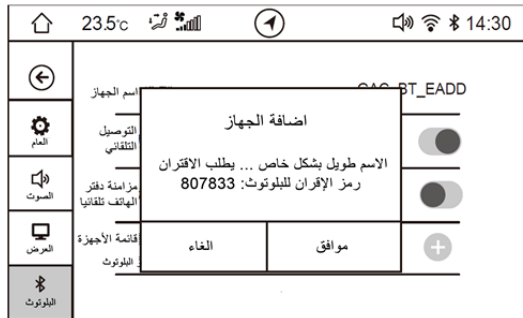 23.5°c
14:30
اسم الجهاز
BT_EADD
العام
التوصيل
التلقائي
الصوت
مزامنة دفتر
الهاتف تلقائيا
العرض
قائمة الأجهزة
البلوتوث
البلوتوث
اضافة الجهاز
الاسم طويل بشكل خاص ... يطلب الاقتران
رمز الإقران للبلوتوث: 807833
موافق
الغاء